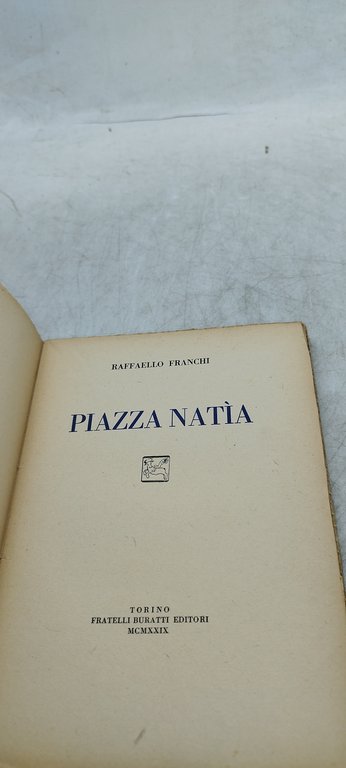 RAFFAELLO FRANCHI
PIAZZA NATÌA
TORINO
FRATELLI BURATTI EDITORI
MCMXXIX